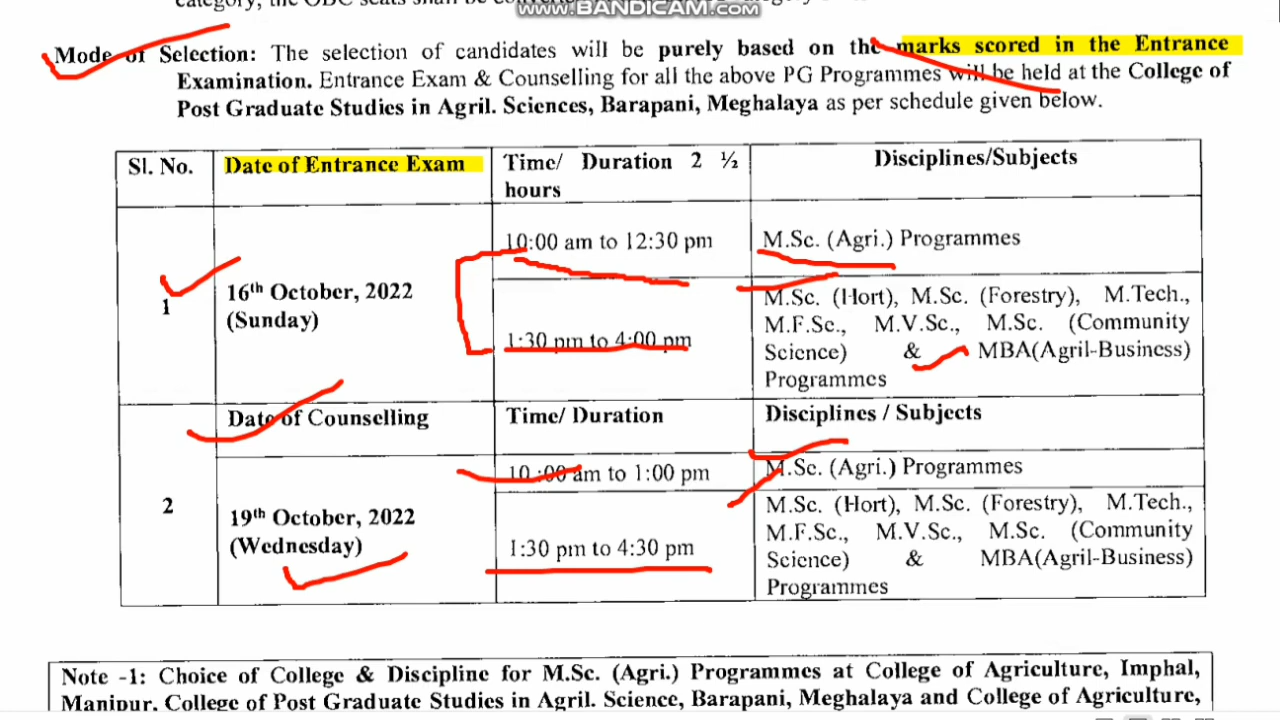 category, the OBC seats shall be
www.BANDICAM.com
Mode of Selection: The selection of candidates will be purely based on the marks scored in the Entrance
Examination. Entrance Exam & Counselling for all the above PG Programmes will be held at the College of
Post Graduate Studies in Agril. Sciences, Barapani, Meghalaya as per schedule given below.
Sl. No.
Date of Entrance Exam
Time/ Duration 2 ½
hours
Disciplines/Subjects
1
16th October, 2022
(Sunday)
10:00 am to 12:30 pm
M.Sc. (Agri.) Programmes
1:30 pm to 4:00 pm
M.Sc. (Hort), M.Sc. (Forestry), M.Tech.,
M.F.Sc., M.V.Sc., M.Sc. (Community
Science) & MBA(Agril-Business)
Programmes
2
Date of Counselling
Time/ Duration
Disciplines / Subjects
19th October, 2022
(Wednesday)
10:00 am to 1:00 pm
M.Sc. (Agri.) Programmes
1:30 pm to 4:30 pm
M.Sc. (Hort), M.Sc. (Forestry), M.Tech.,
M.F.Sc., M.V.Sc., M.Sc. (Community
Science) & MBA(Agril-Business)
Programmes
Note -1: Choice of College & Discipline for M.Sc. (Agri.) Programmes at College of Agriculture, Imphal,
Manipur, College of Post Graduate Studies in Agril. Science, Barapani, Meghalaya and College of Agriculture,